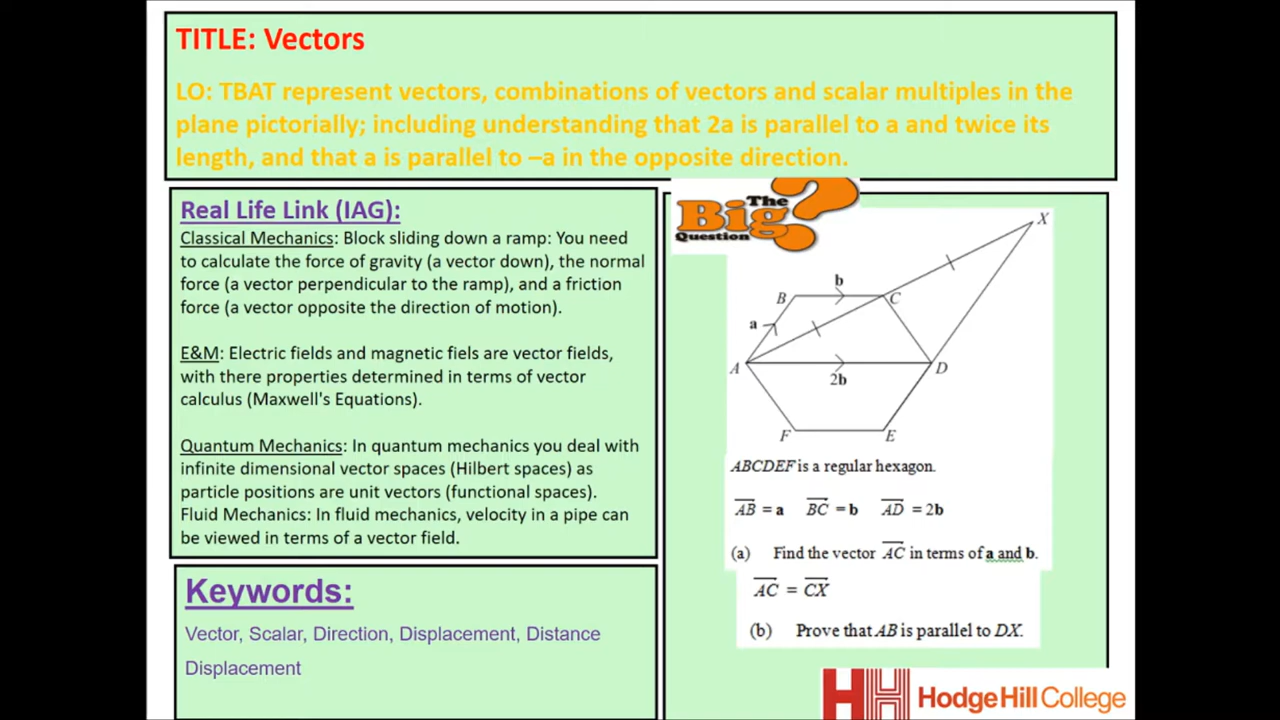 TITLE: Vectors
LO: TBAT represent vectors, combinations of vectors and scalar multiples in the
plane pictorially; including understanding that 2a is parallel to a and twice its
length, and that a is parallel to –a in the opposite direction.
Real Life Link (IAG):
Classical Mechanics: Block sliding down a ramp: You need
to calculate the force of gravity (a vector down), the normal
force (a vector perpendicular to the ramp), and a friction
force (a vector opposite the direction of motion).
E&M: Electric fields and magnetic fiels are vector fields,
with there properties determined in terms of vector
calculus (Maxwell's Equations).
Quantum Mechanics: In quantum mechanics you deal with
infinite dimensional vector spaces (Hilbert spaces) as
particle positions are unit vectors (functional spaces).
Fluid Mechanics: In fluid mechanics, velocity in a pipe can
be viewed in terms of a vector field.
Keywords:
Vector, Scalar, Direction, Displacement, Distance
Displacement
The
Big
Question
?
X
b
B
C
a
A
D
2b
F
E
ABCDEF is a regular hexagon.
AB = a BC = b AD = 2b
(a) Find the vector AC in terms of a and b.
AC = CX
(b) Prove that AB is parallel to DX.
Hodge Hill College